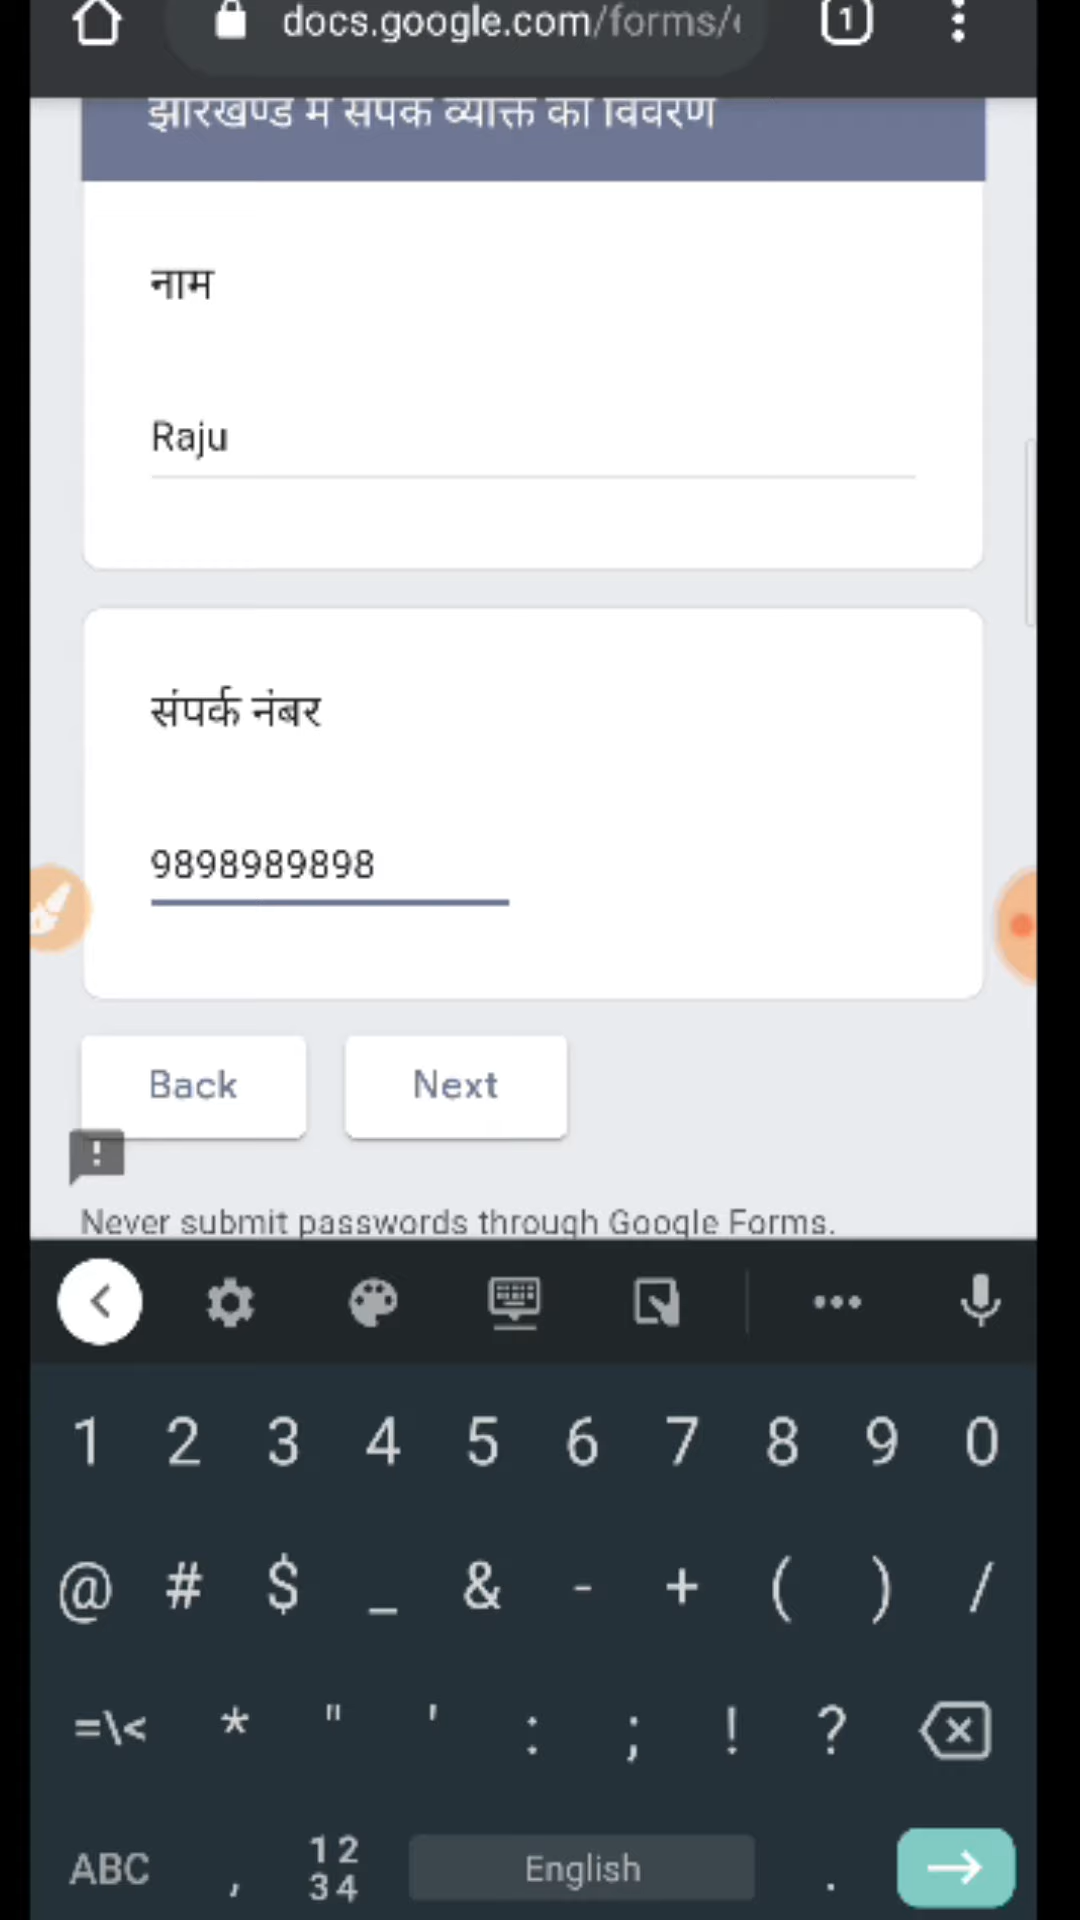 docs.google.com/forms/
1
झारखण्ड में संपर्क व्यक्ति का विवरण
नाम
Raju
संपर्क नंबर
9898989898
Back Next
!
Never submit passwords through Google Forms.
1 2 3 4 5 6 7 8 9 0
@ # $ _ & - + ( ) /
=\< * " ' : ; ! ?
ABC , 12 34 English .